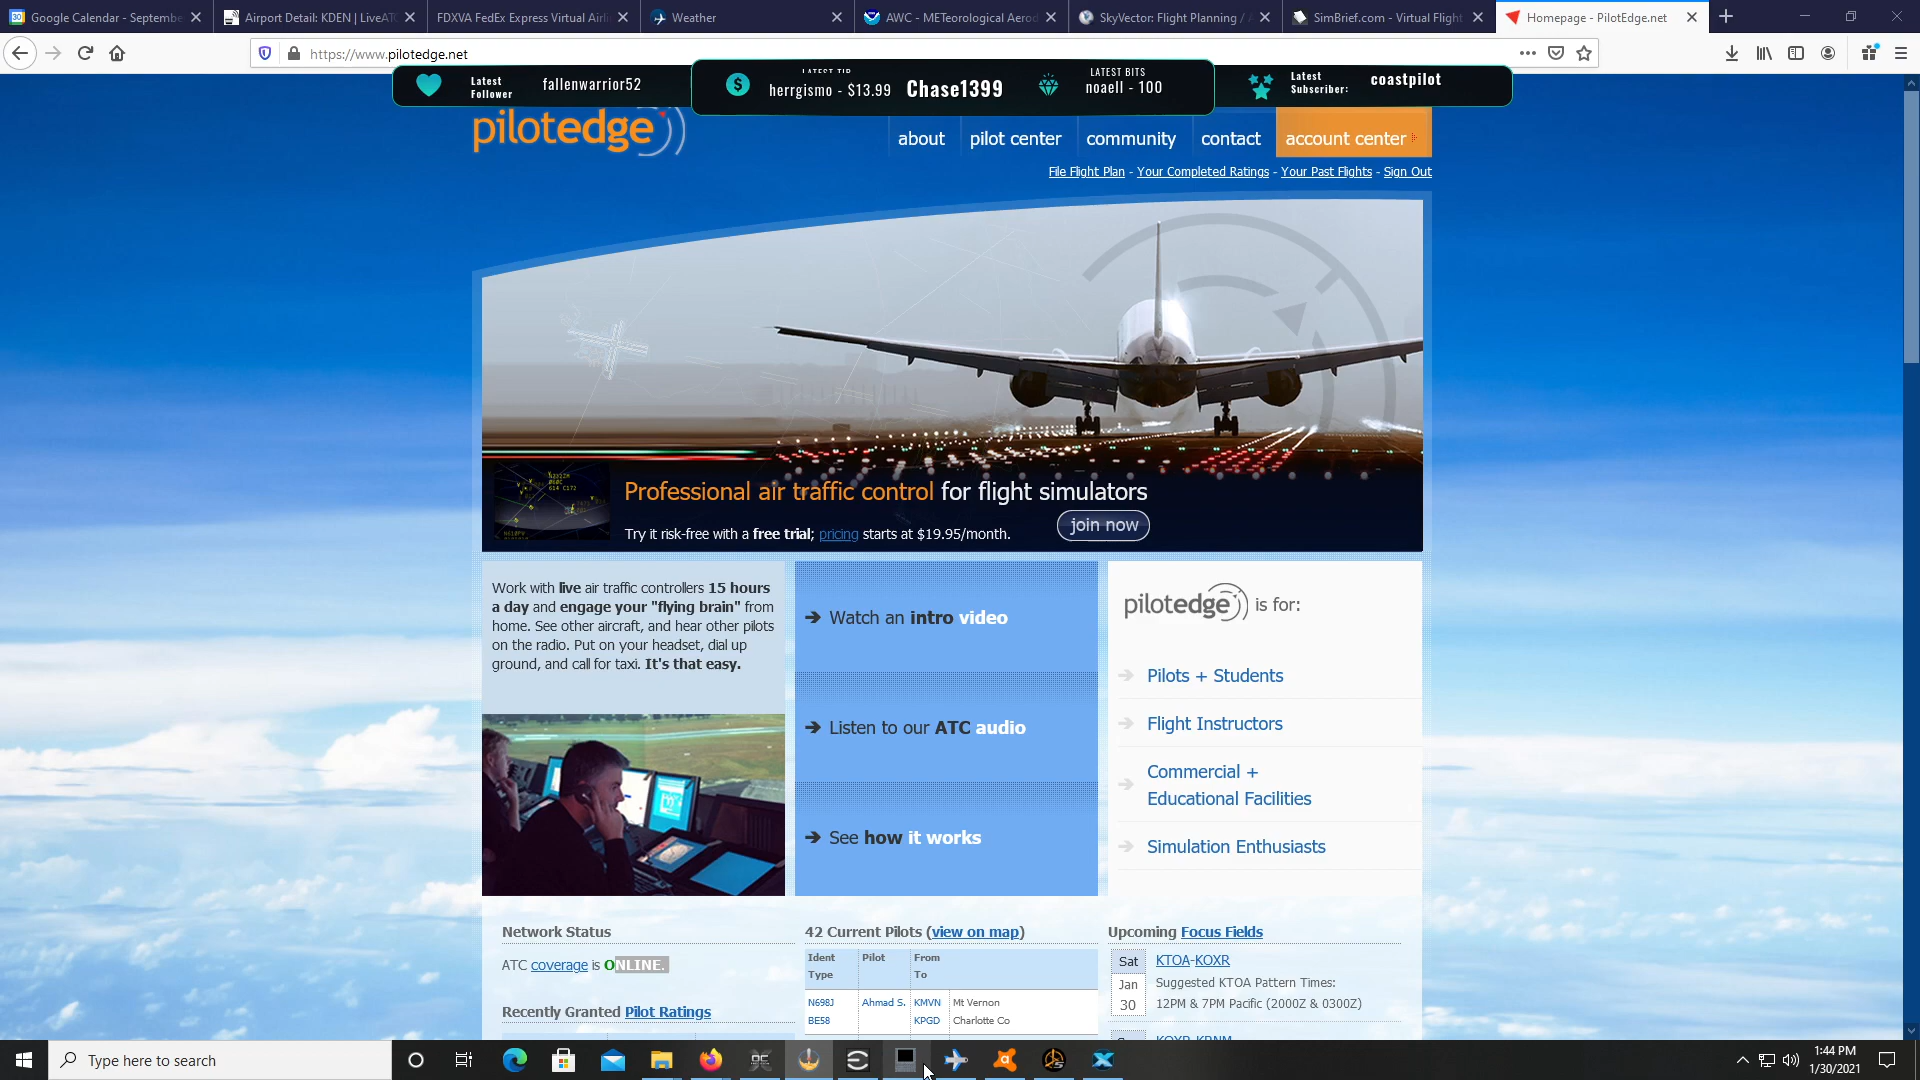 Google Calendar - Septembe
Airport Detail: KDEN | LiveATC
FDXVA FedEx Express Virtual Airli
Weather
AWC - METeorological Aerod
SkyVector: Flight Planning / A
SimBrief.com - Virtual Flight
Homepage - PilotEdge.net
https://www.pilotedge.net
Latest
Follower
fallenwarrior52
LATEST TIP
herrgismo - $13.99
Chase1399
LATEST BITS
noaell - 100
Latest
Subscriber:
coastpilot
pilotedge
about
pilot center
community
contact
account center
File Flight Plan - Your Completed Ratings - Your Past Flights - Sign Out
Professional air traffic control for flight simulators
Try it risk-free with a free trial; pricing starts at $19.95/month.
join now
Work with live air traffic controllers 15 hours
a day and engage your "flying brain" from
home. See other aircraft, and hear other pilots
on the radio. Put on your headset, dial up
ground, and call for taxi. It's that easy.
Watch an intro video
Listen to our ATC audio
See how it works
pilotedge is for:
Pilots + Students
Flight Instructors
Commercial +
Educational Facilities
Simulation Enthusiasts
Network Status
ATC coverage is ONLINE.
Recently Granted Pilot Ratings
42 Current Pilots (view on map)
Ident
Type
Pilot
From
To
N698J
BE58
Ahmad S.
KMVN
Mt Vernon
KPGD
Charlotte Co
Upcoming Focus Fields
Sat
Jan
30
KTOA-KOXR
Suggested KTOA Pattern Times:
12PM & 7PM Pacific (2000Z & 0300Z)
Type here to search
1:44 PM
1/30/2021